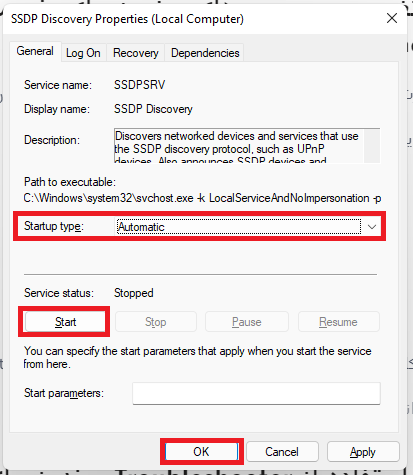 SSDP Discovery Properties (Local Computer)
General Log On Recovery Dependencies
Service name: SSDPSRV
Display name: SSDP Discovery
Description: Discovers networked devices and services that use
the SSDP discovery protocol, such as UPnP
devices. Also announces SSDP devices and
Path to executable:
C:\Windows\system32\svchost.exe -k LocalServiceAndNoImpersonation -p
Startup type: Automatic
Service status: Stopped
Start Stop Pause Resume
You can specify the start parameters that apply when you start the service
from here.
Start parameters:
OK Cancel Apply